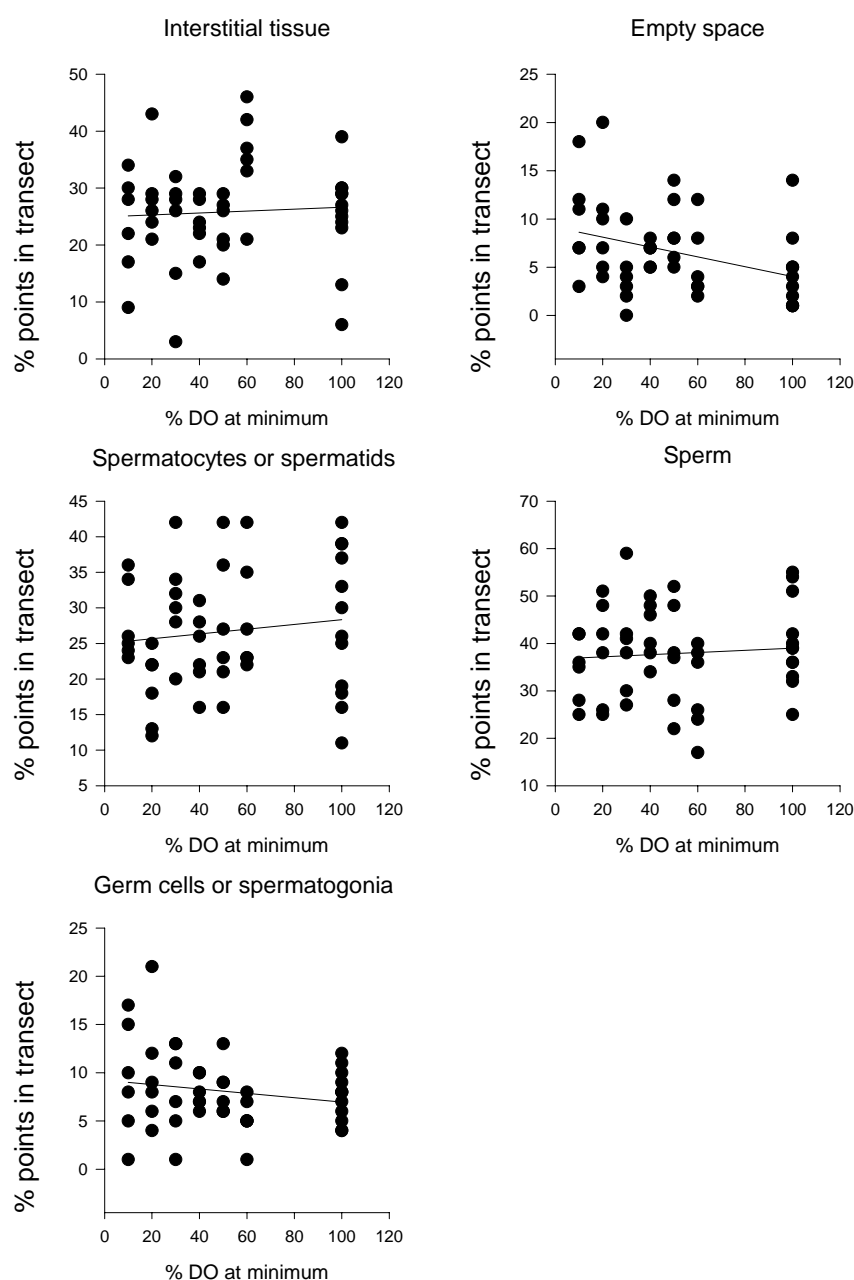 Interstitial tissue
50
40
30
20
10
0
0 20 40 60 80 100 120
% points in transect
% DO at minimum
Empty space
25
20
15
10
5
0
0 20 40 60 80 100 120
% points in transect
% DO at minimum
Spermatocytes or spermatids
45
40
35
30
25
20
15
10
5
0 20 40 60 80 100 120
% points in transect
% DO at minimum
Sperm
70
60
50
40
30
20
10
0 20 40 60 80 100 120
% points in transect
% DO at minimum
Germ cells or spermatogonia
25
20
15
10
5
0
0 20 40 60 80 100 120
% points in transect
% DO at minimum